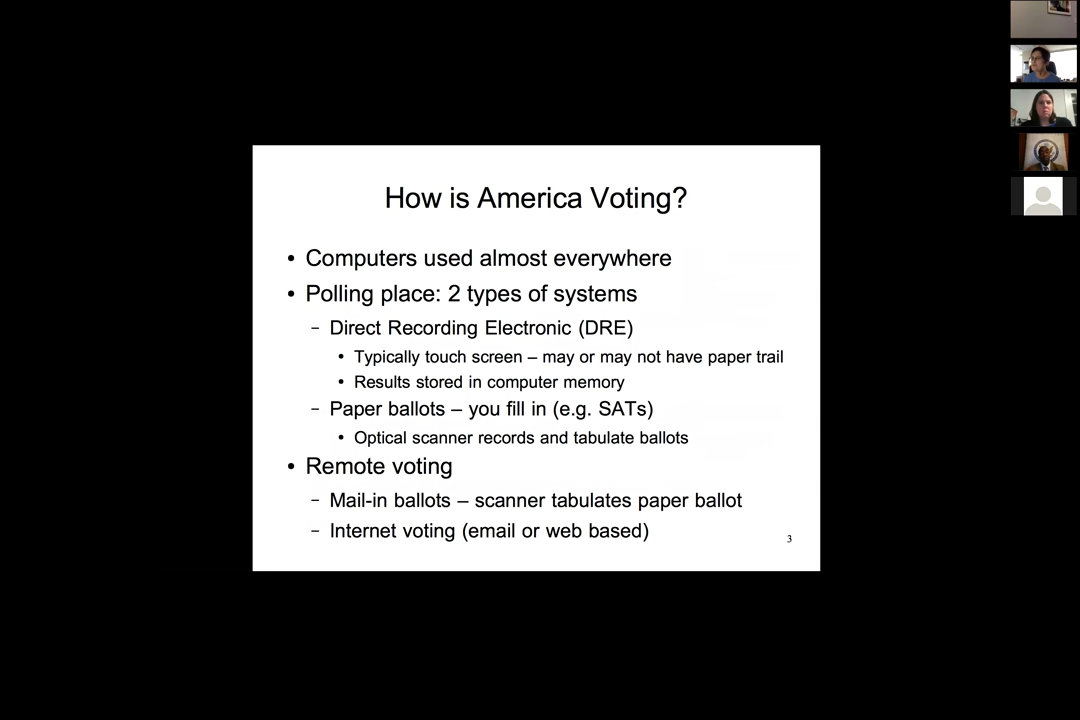 How is America Voting?
• Computers used almost everywhere
• Polling place: 2 types of systems
– Direct Recording Electronic (DRE)
• Typically touch screen – may or may not have paper trail
• Results stored in computer memory
– Paper ballots – you fill in (e.g. SATs)
• Optical scanner records and tabulate ballots
• Remote voting
– Mail-in ballots – scanner tabulates paper ballot
– Internet voting (email or web based)
3